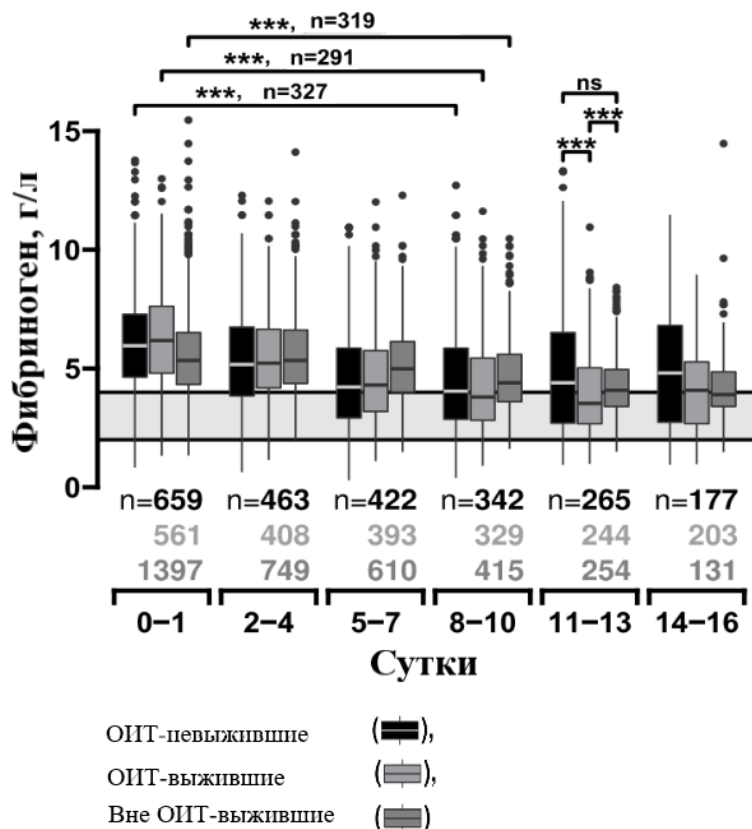 ***, n=319
***, n=291
***, n=327
ns
***
***
15
10
5
0
Фибриноген, г/л
n=659 463 422 342 265 177
561 408 393 329 244 203
1397 749 610 415 254 131
0−1 2−4 5−7 8−10 11−13 14−16
Сутки
ОИТ-певыжившие ( ),
ОИТ-выжившие ( ),
Вне ОИТ-выжившие ( )